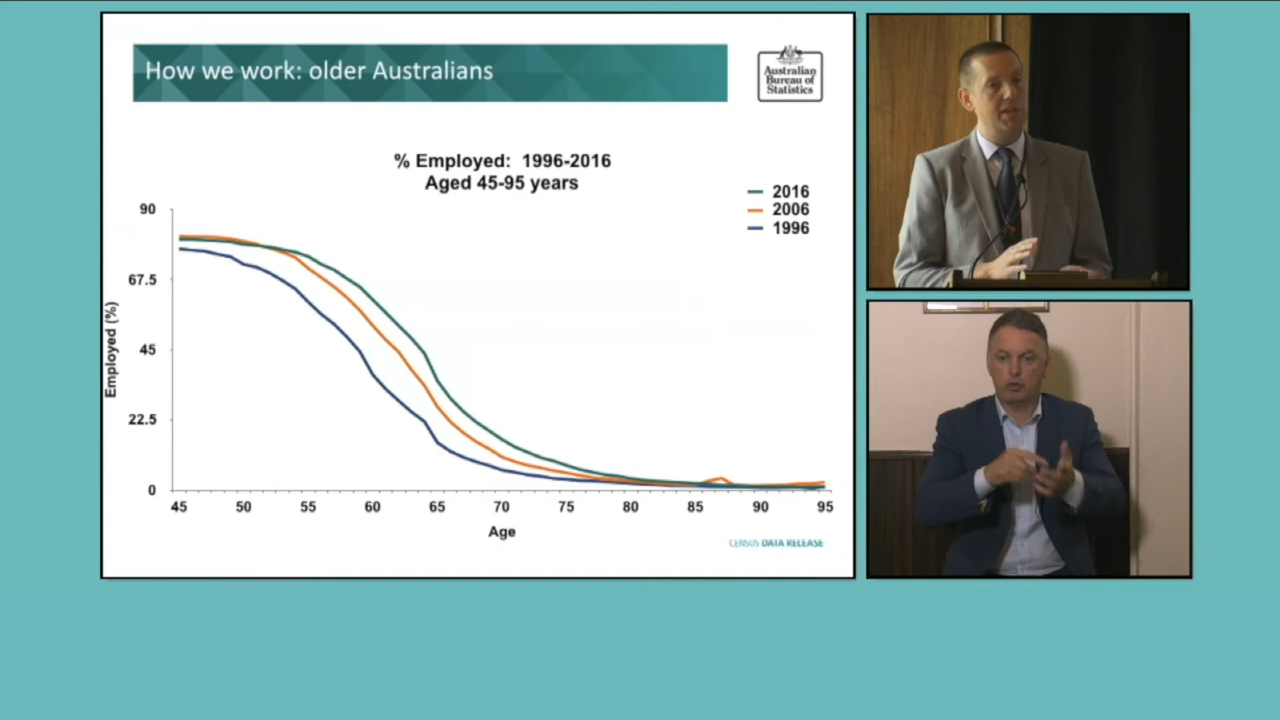 How we work: older Australians
Australian
Bureau of
Statistics
% Employed: 1996-2016
Aged 45-95 years
2016
2006
1996
90
67.5
45
22.5
0
Employed (%)
45 50 55 60 65 70 75 80 85 90 95
Age
CENSUS DATA RELEASE